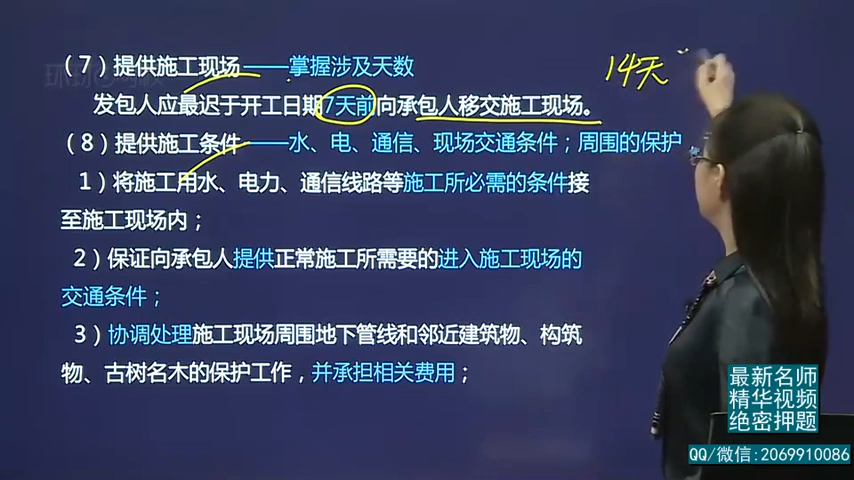 （7）提供施工现场——掌握涉及天数
14天
发包人应最迟于开工日期7天前向承包人移交施工现场。
（8）提供施工条件——水、电、通信、现场交通条件；周围的保护
1）将施工用水、电力、通信线路等施工所必需的条件接
至施工现场内；
2）保证向承包人提供正常施工所需要的进入施工现场的
交通条件；
3）协调处理施工现场周围地下管线和邻近建筑物、构筑
物、古树名木的保护工作，并承担相关费用；
最新名师
精华视频
绝密押题
QQ/微信:2069910086